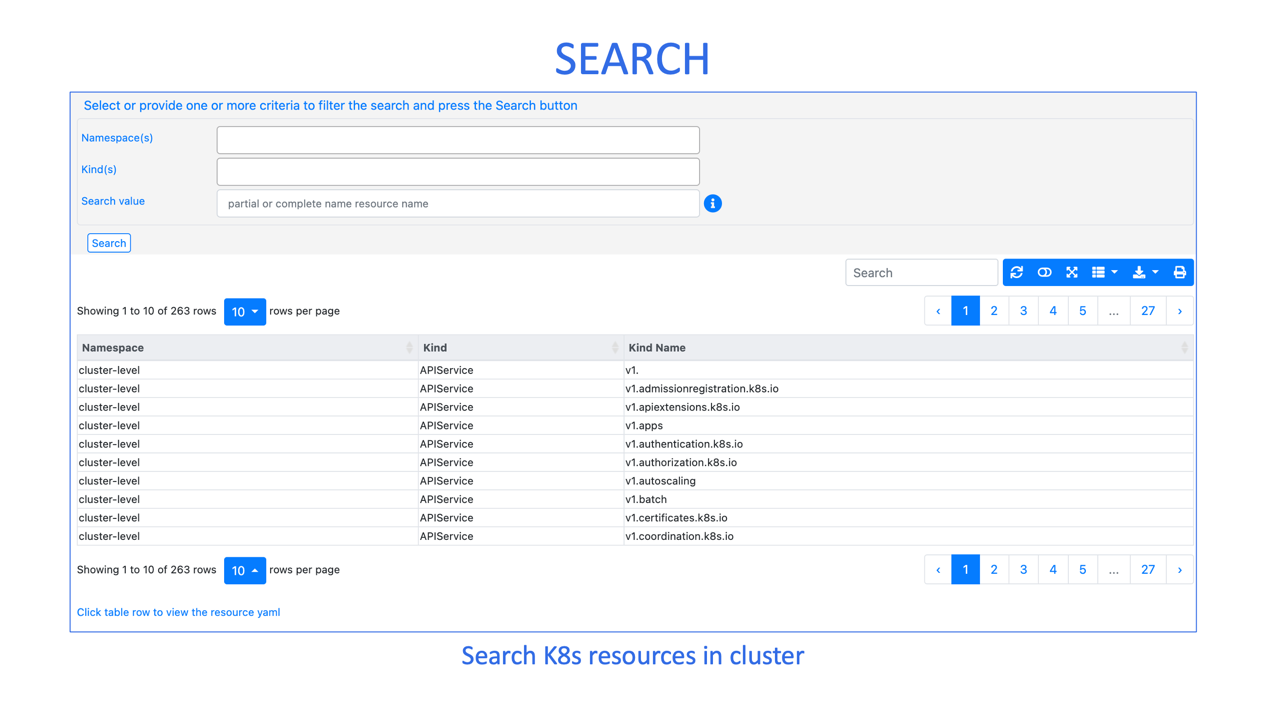 SEARCH
Select or provide one or more criteria to filter the search and press the Search button
Namespace(s)
Kind(s)
Search value partial or complete name resource name
Search
Search
Showing 1 to 10 of 263 rows 10 rows per page ‹ 1 2 3 4 5 ... 27 ›
Namespace Kind Kind Name
cluster-level APIService v1.
cluster-level APIService v1.admissionregistration.k8s.io
cluster-level APIService v1.apiextensions.k8s.io
cluster-level APIService v1.apps
cluster-level APIService v1.authentication.k8s.io
cluster-level APIService v1.authorization.k8s.io
cluster-level APIService v1.autoscaling
cluster-level APIService v1.batch
cluster-level APIService v1.certificates.k8s.io
cluster-level APIService v1.coordination.k8s.io
Showing 1 to 10 of 263 rows 10 rows per page ‹ 1 2 3 4 5 ... 27 ›
Click table row to view the resource yaml
Search K8s resources in cluster